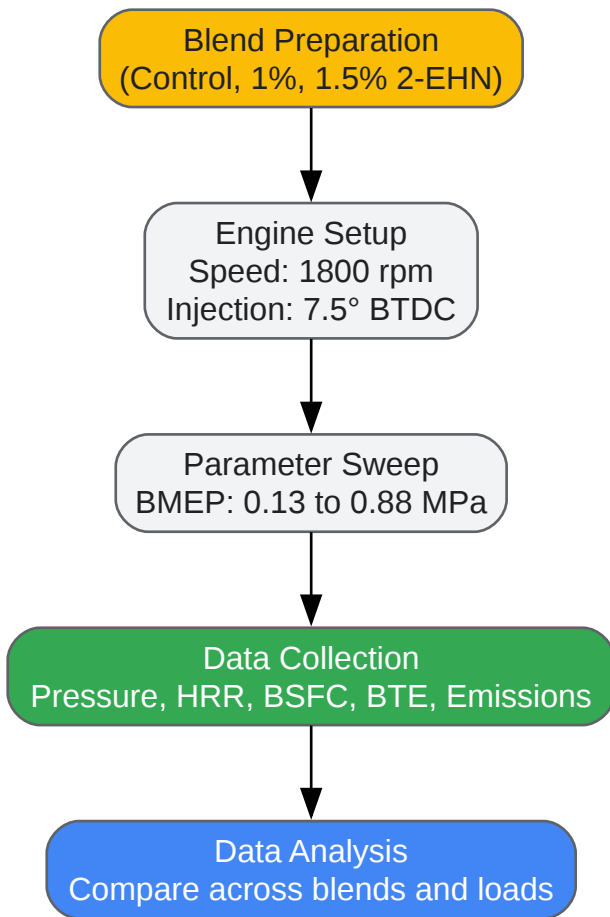 Blend Preparation
(Control, 1%, 1.5% 2-EHN)
Engine Setup
Speed: 1800 rpm
Injection: 7.5° BTDC
Parameter Sweep
BMEP: 0.13 to 0.88 MPa
Data Collection
Pressure, HRR, BSFC, BTE, Emissions
Data Analysis
Compare across blends and loads